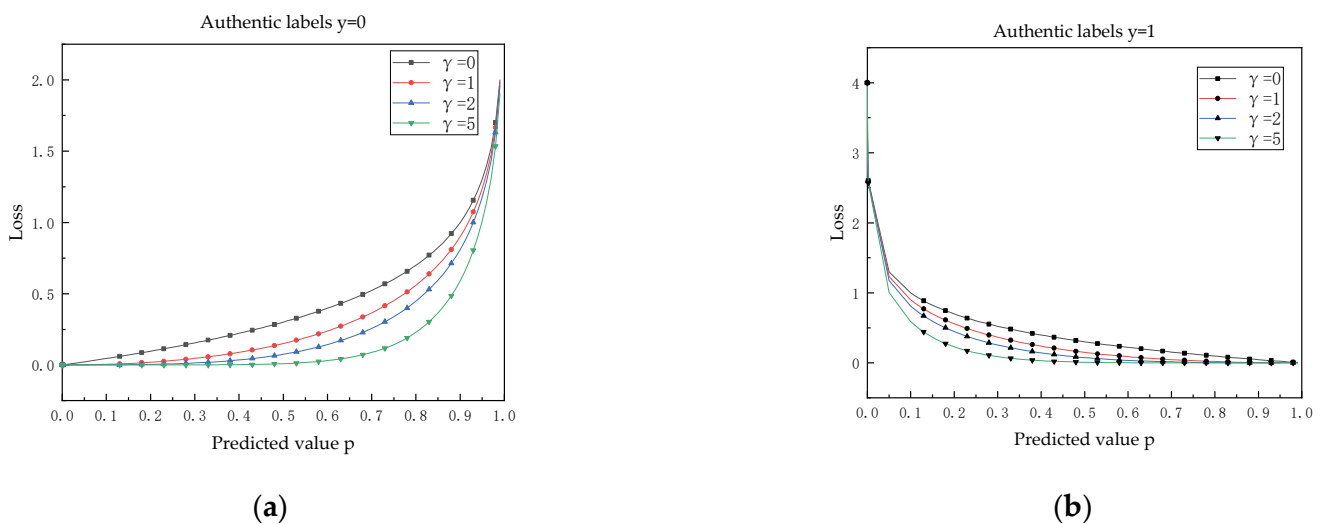 Authentic labels y=0
γ =0
γ =1
γ =2
γ =5
2.0
1.5
1.0
0.5
0.0
Loss
0.0 0.1 0.2 0.3 0.4 0.5 0.6 0.7 0.8 0.9 1.0
Predicted value p
(a)
Authentic labels y=1
γ =0
γ =1
γ =2
γ =5
4
3
2
1
0
Loss
0.0 0.1 0.2 0.3 0.4 0.5 0.6 0.7 0.8 0.9 1.0
Predicted value p
(b)